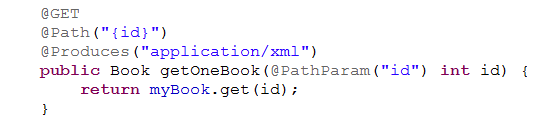 @GET
@Path("{id}")
@Produces("application/xml")
public Book getOneBook(@PathParam("id") int id) {
return myBook.get(id);
}